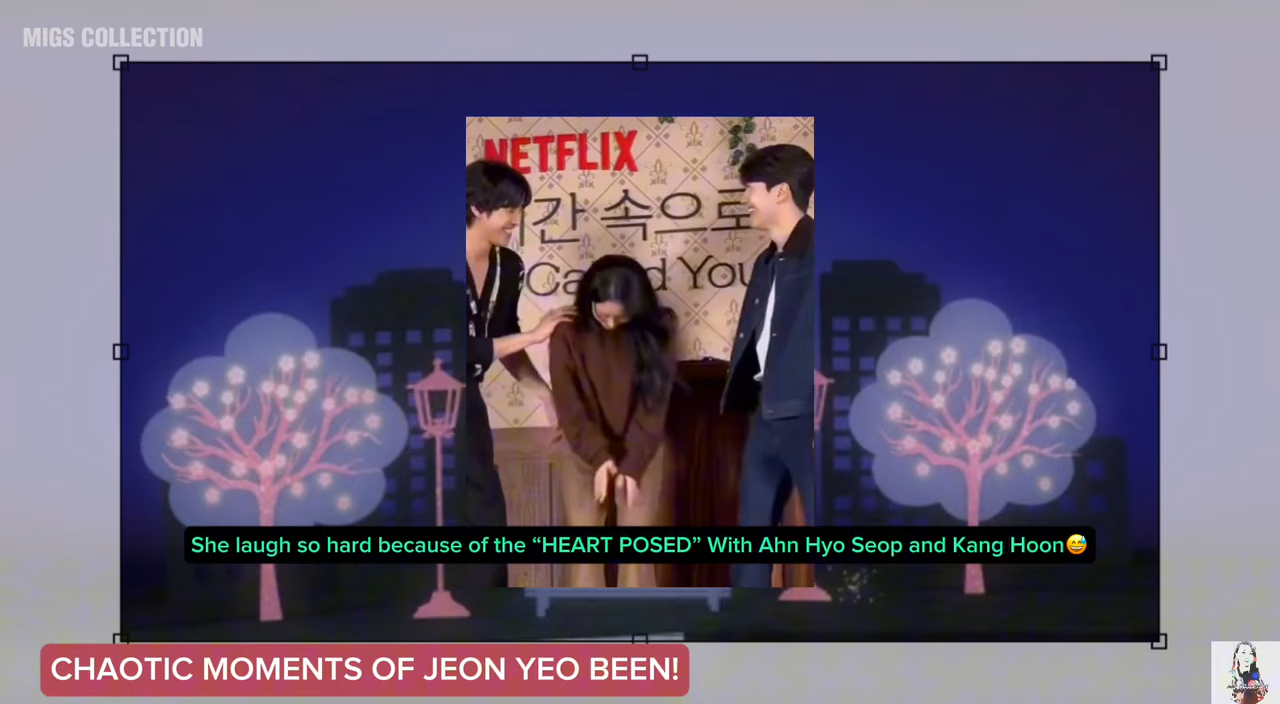 MIGS COLLECTION
NETFLIX
간 속으로
Ca d You
She laugh so hard because of the “HEART POSED” With Ahn Hyo Seop and Kang Hoon😅
CHAOTIC MOMENTS OF JEON YEO BEEN!